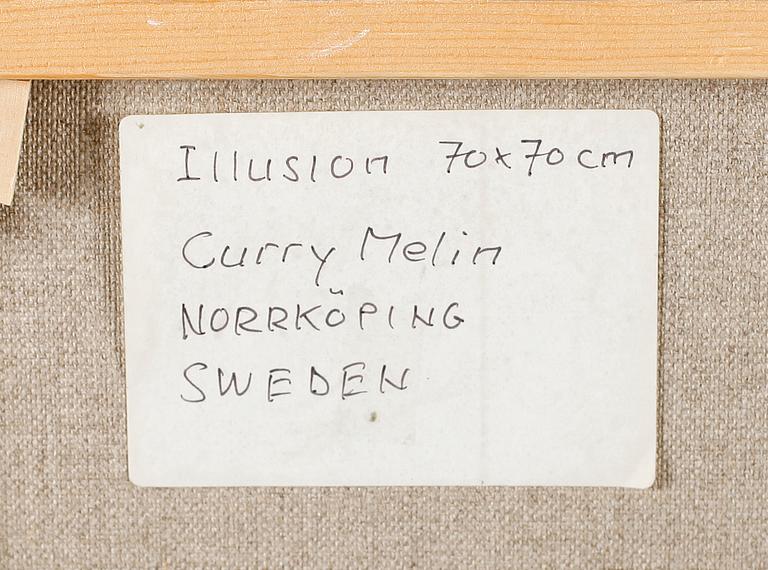 Illusion 70x70 cm
Curry Melin
NORRKÖPING
SWEDEN